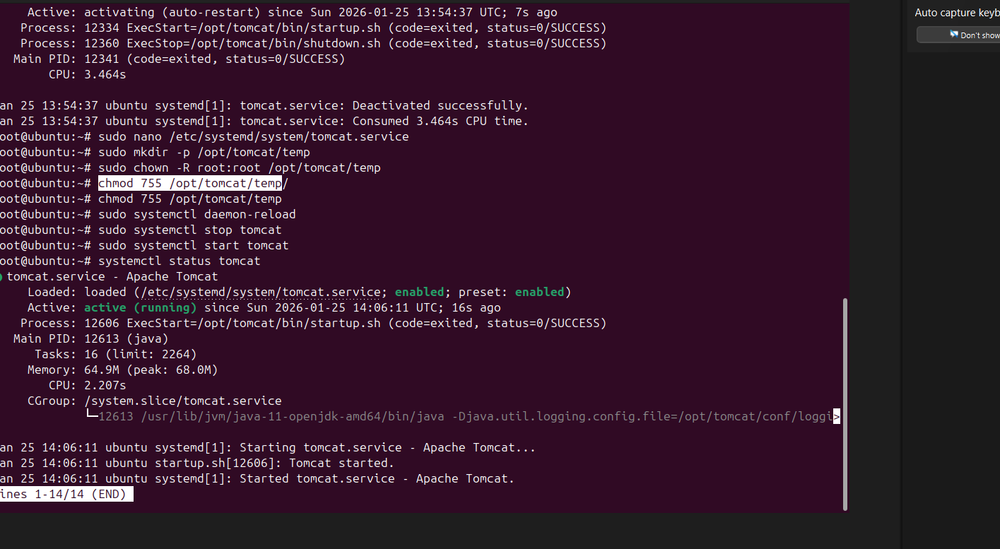 Active: activating (auto-restart) since Sun 2026-01-25 13:54:37 UTC; 7s ago
Process: 12334 ExecStart=/opt/tomcat/bin/startup.sh (code=exited, status=0/SUCCESS)
Process: 12360 ExecStop=/opt/tomcat/bin/shutdown.sh (code=exited, status=0/SUCCESS)
Main PID: 12341 (code=exited, status=0/SUCCESS)
CPU: 3.464s
an 25 13:54:37 ubuntu systemd[1]: tomcat.service: Deactivated successfully.
an 25 13:54:37 ubuntu systemd[1]: tomcat.service: Consumed 3.464s CPU time.
oot@ubuntu:~# sudo nano /etc/systemd/system/tomcat.service
oot@ubuntu:~# sudo mkdir -p /opt/tomcat/temp
oot@ubuntu:~# sudo chown -R root:root /opt/tomcat/temp
oot@ubuntu:~# chmod 755 /opt/tomcat/temp/
oot@ubuntu:~# chmod 755 /opt/tomcat/temp
oot@ubuntu:~# sudo systemctl daemon-reload
oot@ubuntu:~# sudo systemctl stop tomcat
oot@ubuntu:~# sudo systemctl start tomcat
oot@ubuntu:~# systemctl status tomcat
tomcat.service - Apache Tomcat
Loaded: loaded (/etc/systemd/system/tomcat.service; enabled; preset: enabled)
Active: active (running) since Sun 2026-01-25 14:06:11 UTC; 16s ago
Process: 12606 ExecStart=/opt/tomcat/bin/startup.sh (code=exited, status=0/SUCCESS)
Main PID: 12613 (java)
Tasks: 16 (limit: 2264)
Memory: 64.9M (peak: 68.0M)
CPU: 2.207s
CGroup: /system.slice/tomcat.service
└─12613 /usr/lib/jvm/java-11-openjdk-amd64/bin/java -Djava.util.logging.config.file=/opt/tomcat/conf/loggi>
an 25 14:06:11 ubuntu systemd[1]: Starting tomcat.service - Apache Tomcat...
an 25 14:06:11 ubuntu startup.sh[12606]: Tomcat started.
an 25 14:06:11 ubuntu systemd[1]: Started tomcat.service - Apache Tomcat.
ines 1-14/14 (END)
Auto capture keyb
Don't show